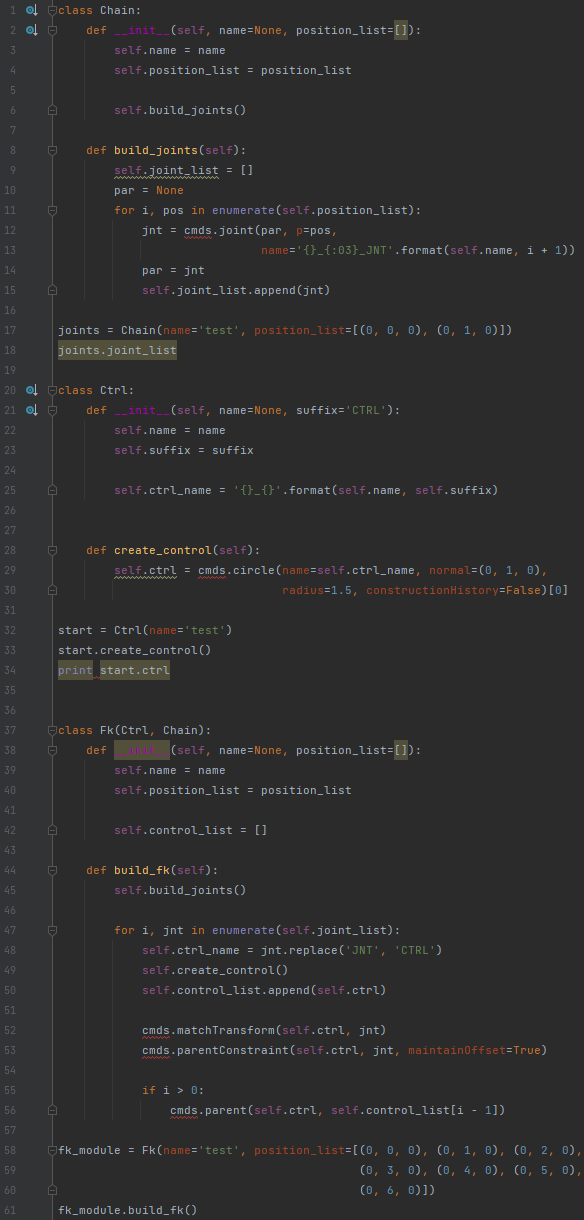 1 class Chain:
2     def __init__(self, name=None, position_list=[]):
3         self.name = name
4         self.position_list = position_list
5
6         self.build_joints()
7
8     def build_joints(self):
9         self.joint_list = []
10         par = None
11         for i, pos in enumerate(self.position_list):
12             jnt = cmds.joint(par, p=pos,
13                              name='{}_{:03}_JNT'.format(self.name, i + 1))
14             par = jnt
15             self.joint_list.append(jnt)
16
17 joints = Chain(name='test', position_list=[(0, 0, 0), (0, 1, 0)])
18 joints.joint_list
19
20 class Ctrl:
21     def __init__(self, name=None, suffix='CTRL'):
22         self.name = name
23         self.suffix = suffix
24
25         self.ctrl_name = '{}_{}'.format(self.name, self.suffix)
26
27
28     def create_control(self):
29         self.ctrl = cmds.circle(name=self.ctrl_name, normal=(0, 1, 0),
30                                 radius=1.5, constructionHistory=False)[0]
31
32 start = Ctrl(name='test')
33 start.create_control()
34 print start.ctrl
35
36
37 class Fk(Ctrl, Chain):
38     def __init__(self, name=None, position_list=[]):
39         self.name = name
40         self.position_list = position_list
41
42         self.control_list = []
43
44     def build_fk(self):
45         self.build_joints()
46
47         for i, jnt in enumerate(self.joint_list):
48             self.ctrl_name = jnt.replace('JNT', 'CTRL')
49             self.create_control()
50             self.control_list.append(self.ctrl)
51
52             cmds.matchTransform(self.ctrl, jnt)
53             cmds.parentConstraint(self.ctrl, jnt, maintainOffset=True)
54
55             if i > 0:
56                 cmds.parent(self.ctrl, self.control_list[i - 1])
57
58 fk_module = Fk(name='test', position_list=[(0, 0, 0), (0, 1, 0), (0, 2, 0),
59                                            (0, 3, 0), (0, 4, 0), (0, 5, 0),
60                                            (0, 6, 0)])
61 fk_module.build_fk()